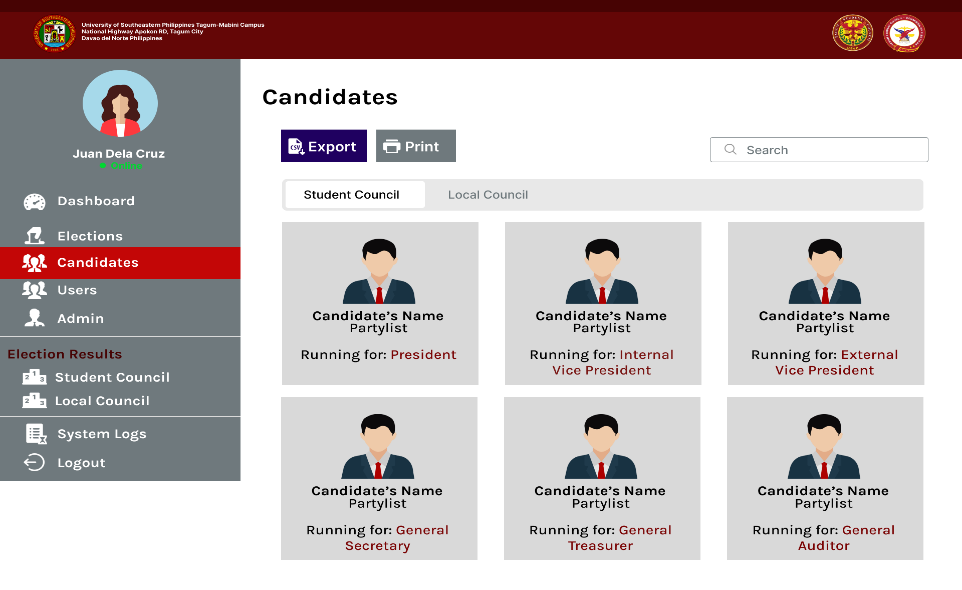 University of Southeastern Philippines Tagum-Mabini Campus
National Highway Apokon RD, Tagum City
Davao del Norte Philippines
Juan Dela Cruz
Online
Dashboard
Elections
Candidates
Users
Admin
Election Results
Student Council
Local Council
System Logs
Logout
Candidates
CSV
Export
Print
Search
Student Council
Local Council
Candidate's Name
Partylist
Running for: President
Candidate's Name
Partylist
Running for: Internal
Vice President
Candidate's Name
Partylist
Running for: External
Vice President
Candidate's Name
Partylist
Running for: General
Secretary
Candidate's Name
Partylist
Running for: General
Treasurer
Candidate's Name
Partylist
Running for: General
Auditor